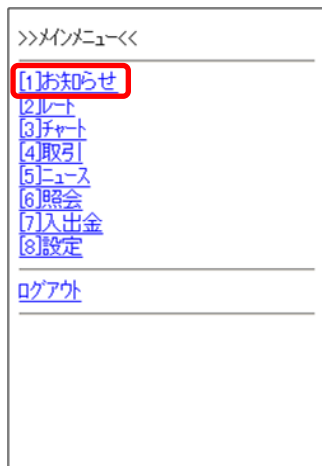 >>メインメニュー<<
[1]お知らせ
[2]レート
[3]チャート
[4]取引
[5]ニュース
[6]照会
[7]入出金
[8]設定
ログアウト